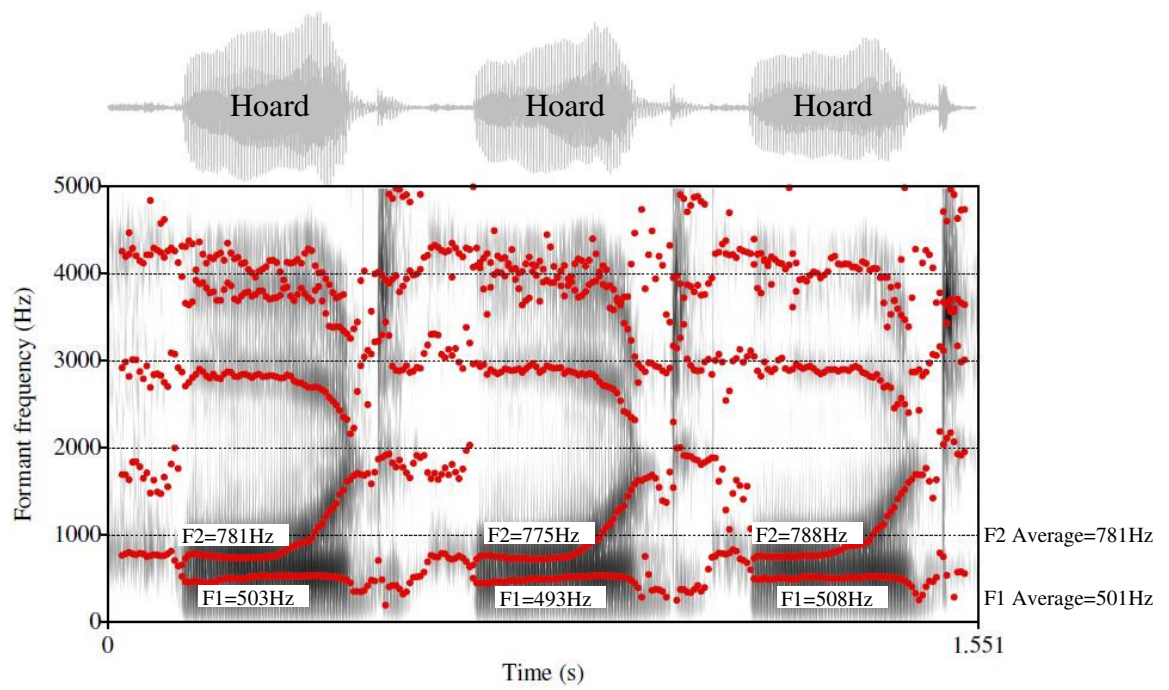 Hoard Hoard Hoard
5000
4000
3000
2000
1000
0
Formant frequency (Hz)
F2=781Hz F2=775Hz F2=788Hz
F2 Average=781Hz
F1=503Hz F1=493Hz F1=508Hz
F1 Average=501Hz
0 1.551
Time (s)